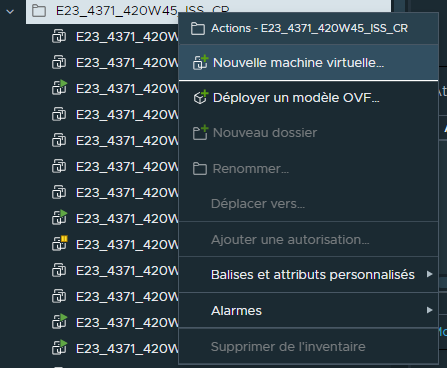 E23_4371_420W45_ISS_CR
Actions - E23_4371_420W45_ISS_CR
E23_4371_420W
Nouvelle machine virtuelle...
E23_4371_420W
Déployer un modèle OVF...
E23_4371_420W
E23_4371_420W
Nouveau dossier
E23_4371_420W
Renommer...
E23_4371_420W
E23_4371_420W
Déplacer vers...
E23_4371_420W
E23_4371_420W
Ajouter une autorisation...
E23_4371_420W
Balises et attributs personnalisés
E23_4371_420W
Alarmes
E23_4371_420W
E23_4371_420W
Supprimer de l'inventaire